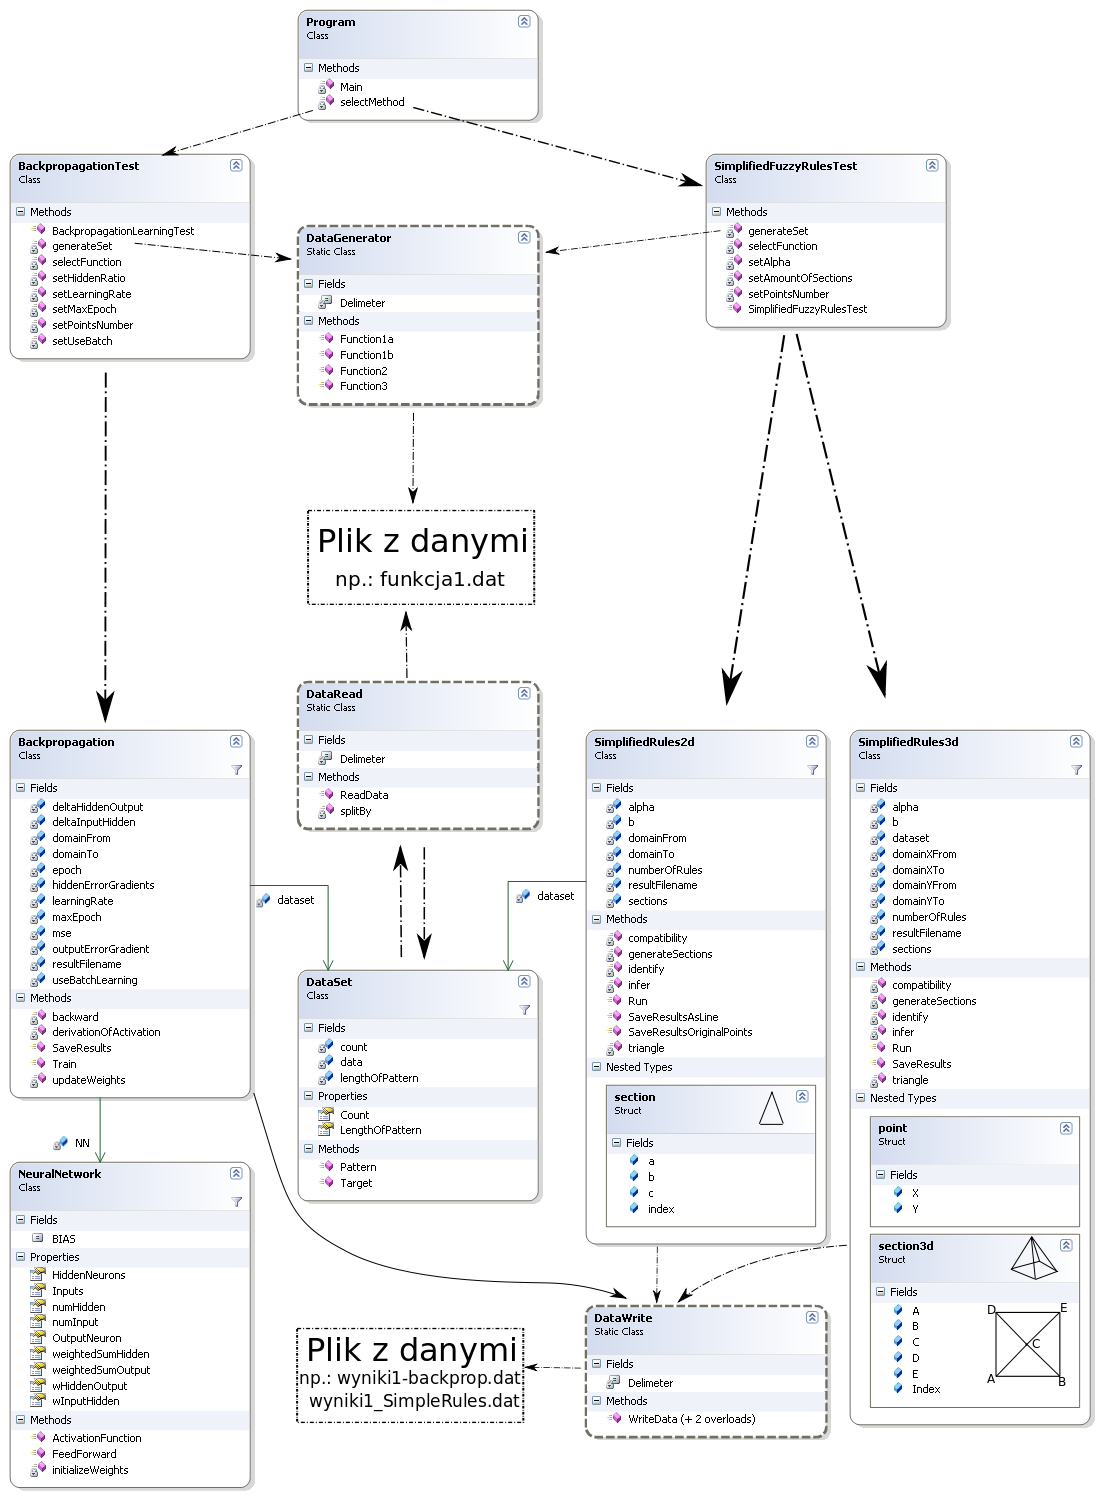 Program
Class
Methods
Main
selectMethod
BackpropagationTest
Class
Methods
BackpropagationLearningTest
generateSet
selectFunction
setHiddenRatio
setLearningRate
setMaxEpoch
setPointsNumber
setUseBatch
DataGenerator
Static Class
Fields
Delimeter
Methods
Function1a
Function1b
Function2
Function3
SimplifiedFuzzyRulesTest
Class
Methods
generateSet
selectFunction
setAlpha
setAmountOfSections
setPointsNumber
SimplifiedFuzzyRulesTest
Plik z danymi
np.: funkcja1.dat
DataRead
Static Class
Fields
Delimeter
Methods
ReadData
splitBy
Backpropagation
Class
Fields
deltaHiddenOutput
deltaInputHidden
domainFrom
domainTo
epoch
hiddenErrorGradients
learningRate
maxEpoch
mse
outputErrorGradient
resultFilename
useBatchLearning
Methods
backward
derivationOfActivation
SaveResults
Train
updateWeights
dataset
dataset
DataSet
Class
Fields
count
data
lengthOfPattern
Properties
Count
LengthOfPattern
Methods
Pattern
Target
SimplifiedRules2d
Class
Fields
alpha
b
domainFrom
domainTo
numberOfRules
resultFilename
sections
Methods
compatibility
generateSections
identify
infer
Run
SaveResultsAsLine
SaveResultsOriginalPoints
triangle
Nested Types
section
Struct
Fields
a
b
c
index
SimplifiedRules3d
Class
Fields
alpha
b
dataset
domainXFrom
domainXTo
domainYFrom
domainYTo
numberOfRules
resultFilename
sections
Methods
compatibility
generateSections
identify
infer
Run
SaveResults
triangle
Nested Types
point
Struct
Fields
X
Y
section3d
Struct
Fields
A
B
C
D
E
Index
D
E
C
A
B
NN
NeuralNetwork
Class
Fields
BIAS
Properties
HiddenNeurons
Inputs
numHidden
numInput
OutputNeuron
weightedSumHidden
weightedSumOutput
wHiddenOutput
wInputHidden
Methods
ActivationFunction
FeedForward
initializeWeights
Plik z danymi
np.: wyniki1-backprop.dat
wyniki1_SimpleRules.dat
DataWrite
Static Class
Fields
Delimeter
Methods
WriteData (+ 2 overloads)